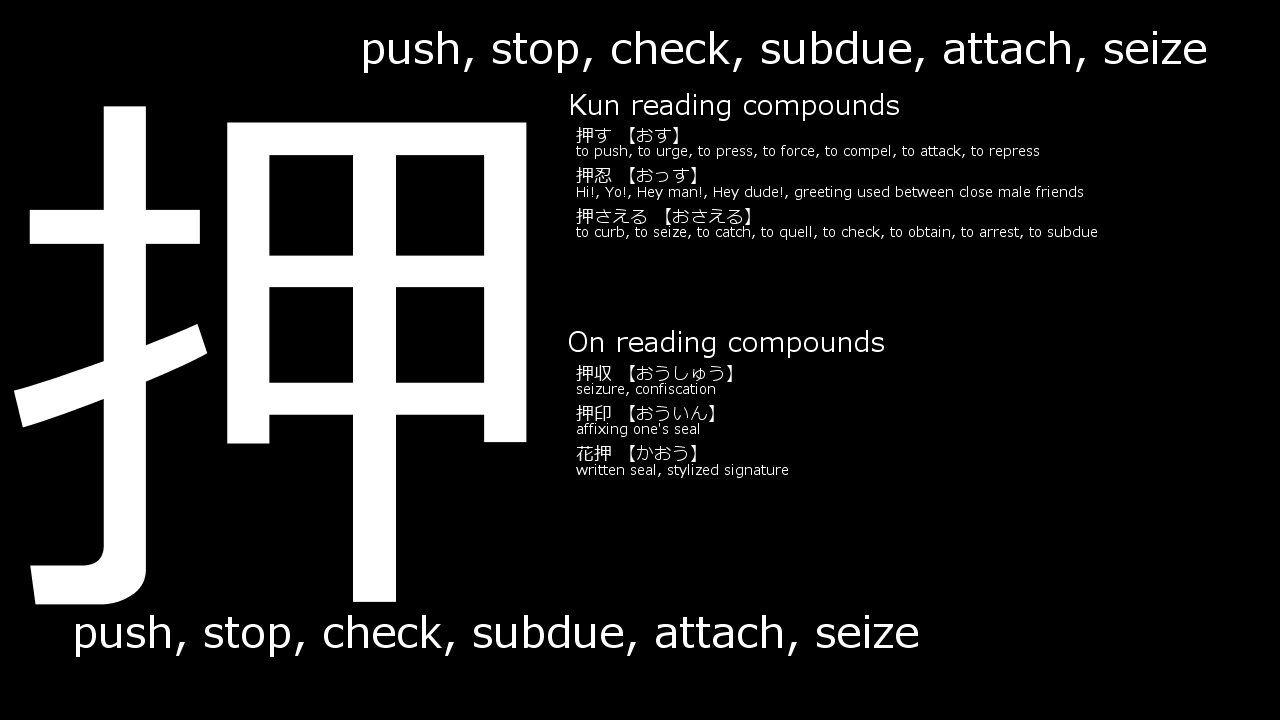 push, stop, check, subdue, attach, seize
押
Kun reading compounds
押す 【おす】
to push, to urge, to press, to force, to compel, to attack, to repress
押忍 【おっす】
Hi!, Yo!, Hey man!, Hey dude!, greeting used between close male friends
押さえる 【おさえる】
to curb, to seize, to catch, to quell, to check, to obtain, to arrest, to subdue
On reading compounds
押収 【おうしゅう】
seizure, confiscation
押印 【おういん】
affixing one's seal
花押 【かおう】
written seal, stylized signature
push, stop, check, subdue, attach, seize